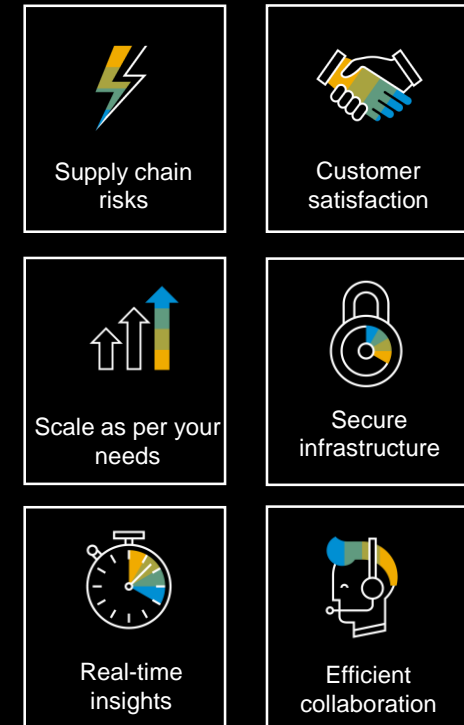 Supply chain
risks
Customer
satisfaction
Scale as per your
needs
Secure
infrastructure
Real-time
insights
Efficient
collaboration